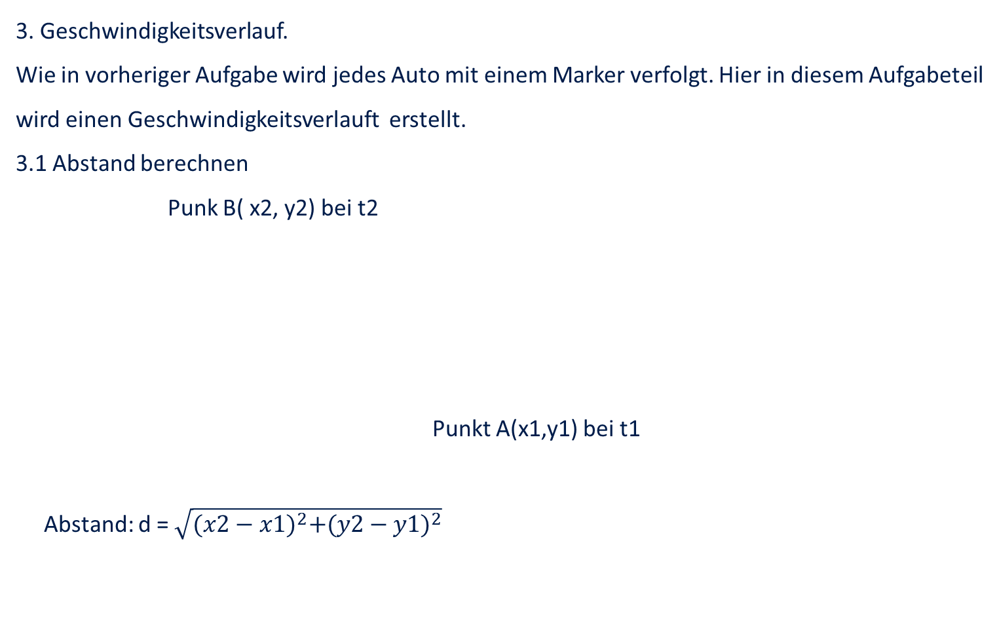 3. Geschwindigkeitsverlauf.
Wie in vorheriger Aufgabe wird jedes Auto mit einem Marker verfolgt. Hier in diesem Aufgabeteil
wird einen Geschwindigkeitsverlauft erstellt.
3.1 Abstand berechnen
Punk B( x2, y2) bei t2
Punkt A(x1,y1) bei t1
Abstand: d = √(x2 − x1)²+(y2 − y1)²